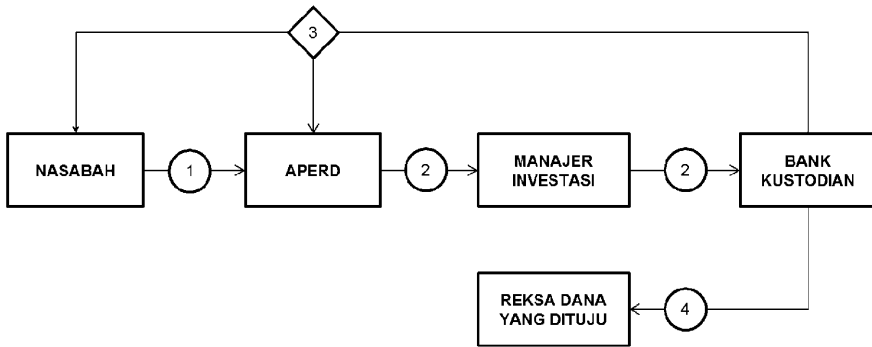 3
NASABAH
1
APERD
2
MANAJER
INVESTASI
2
BANK
KUSTODIAN
REKSA DANA
YANG DITUJU
4